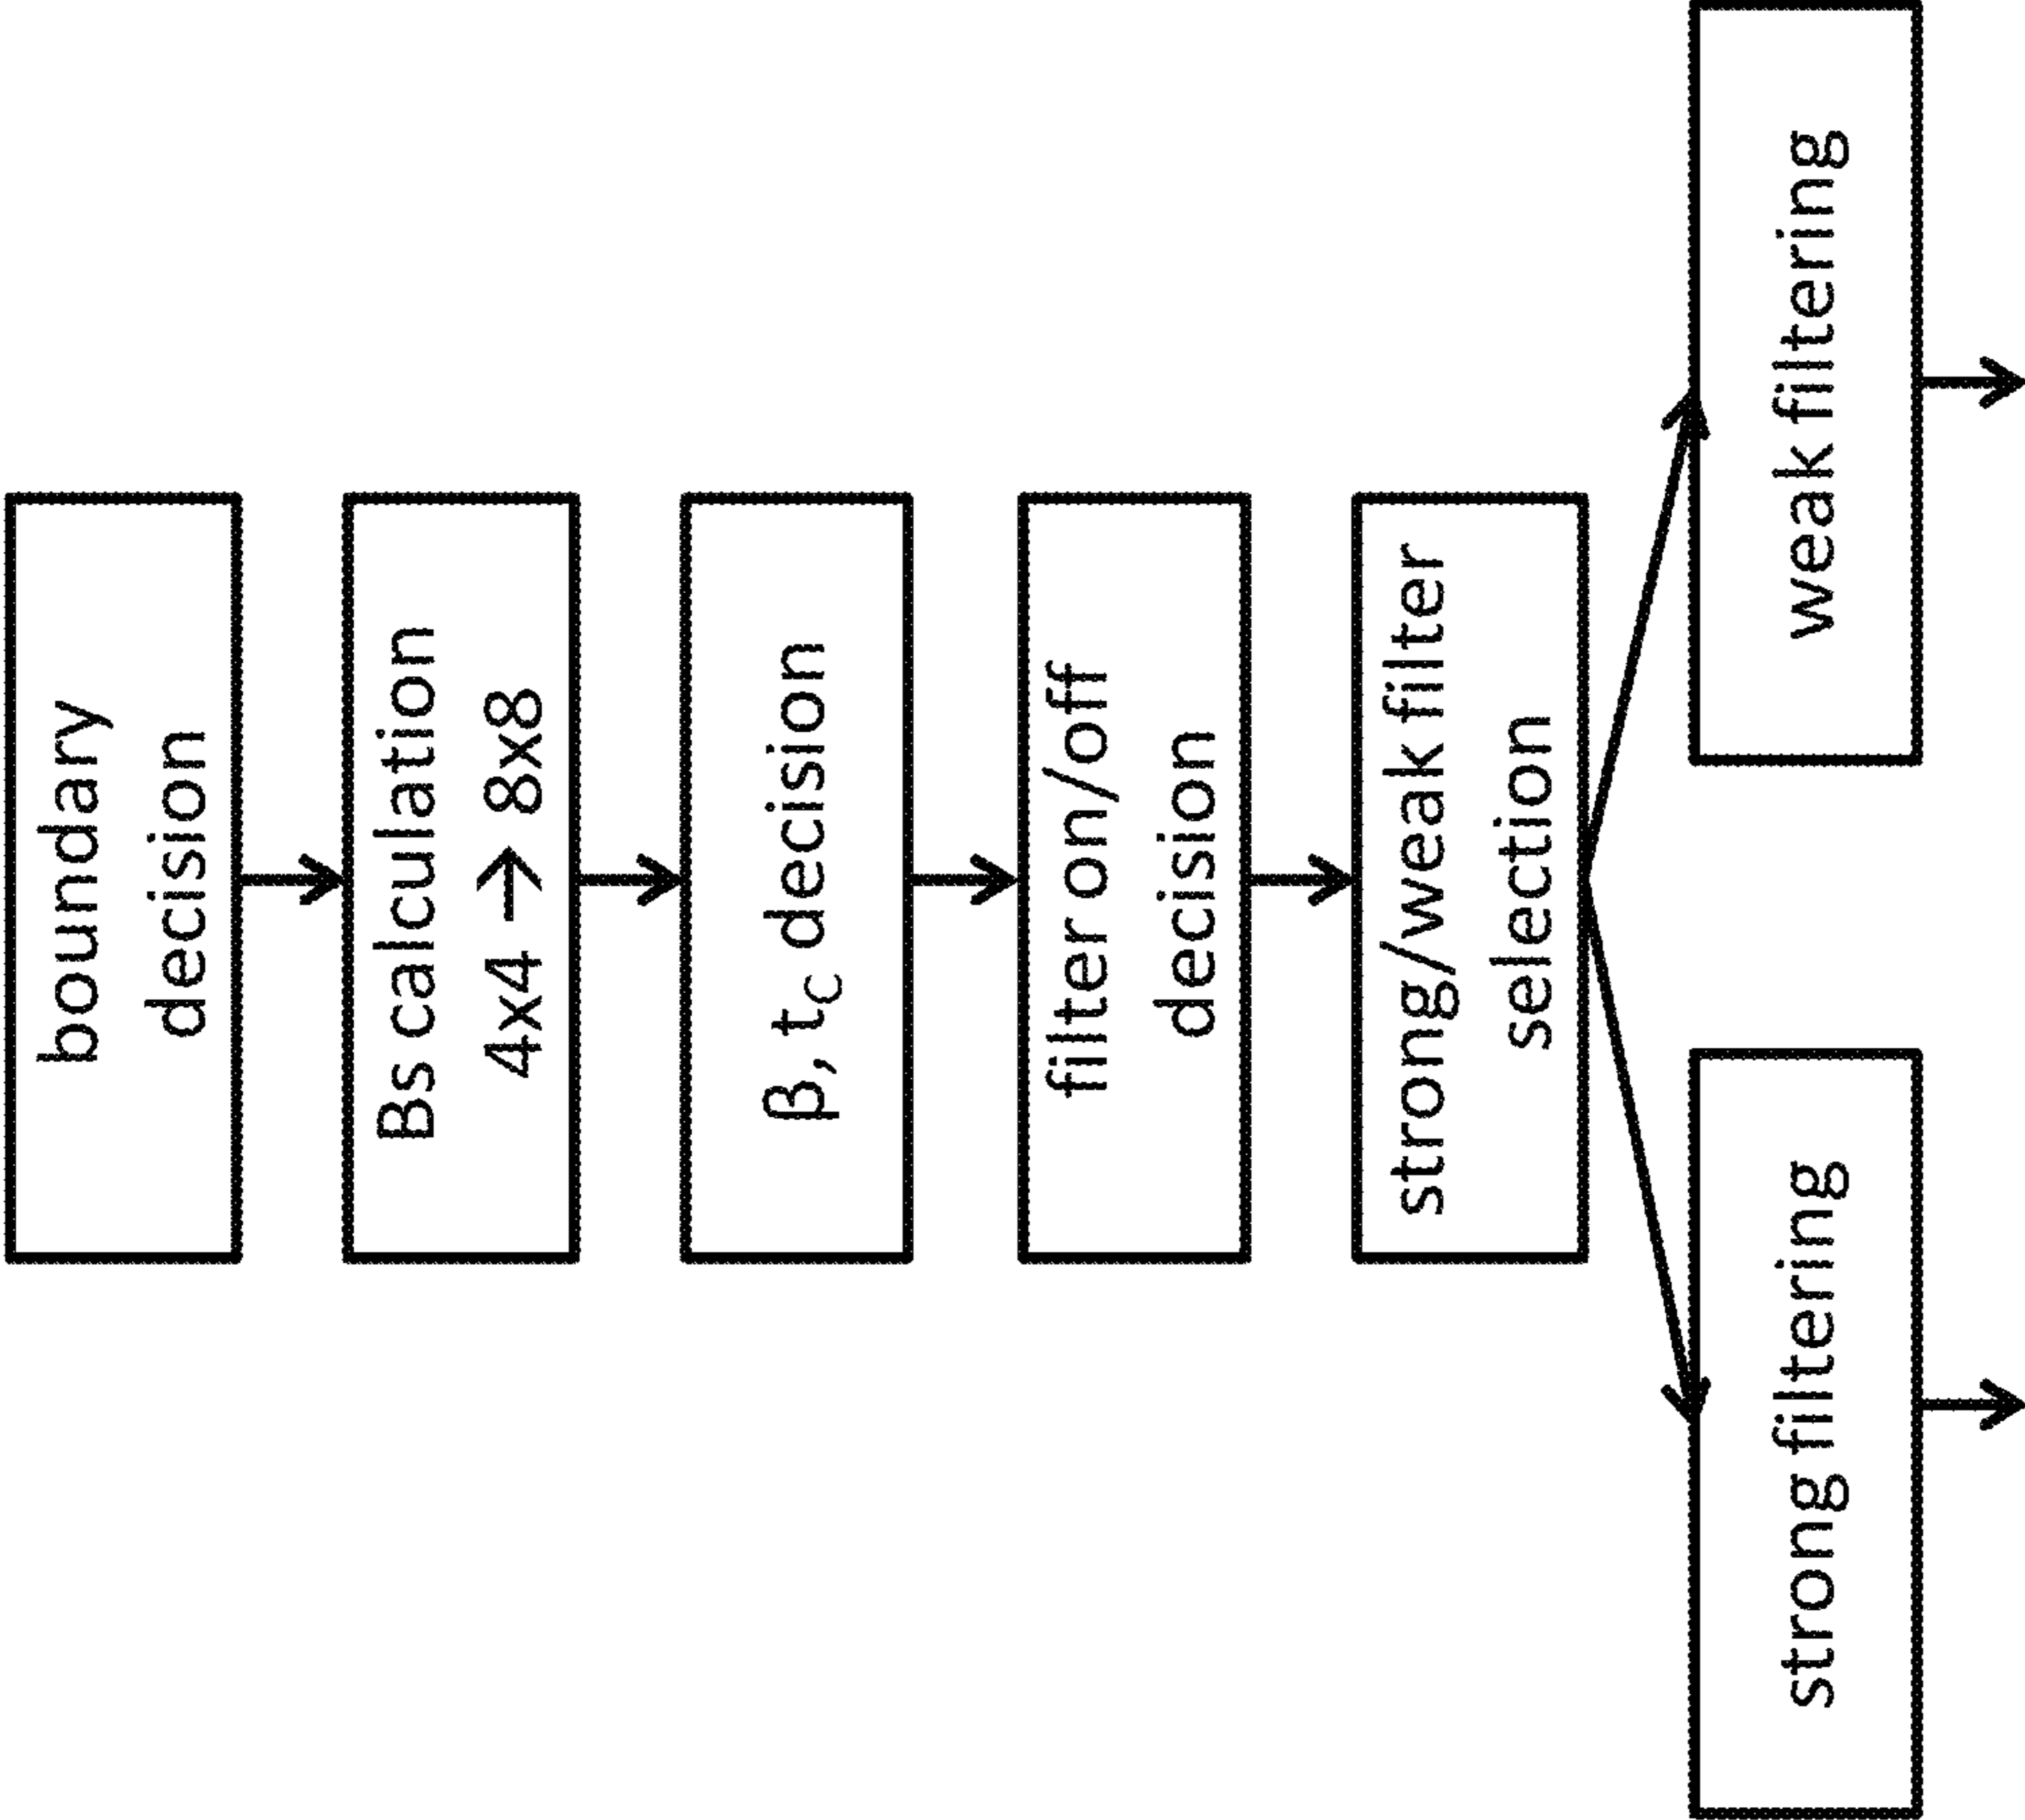 boundary
decision
Bs calculation
4x4 → 8x8
β, tC decision
filter on/off
decision
strong/weak filter
selection
strong filtering
weak filtering